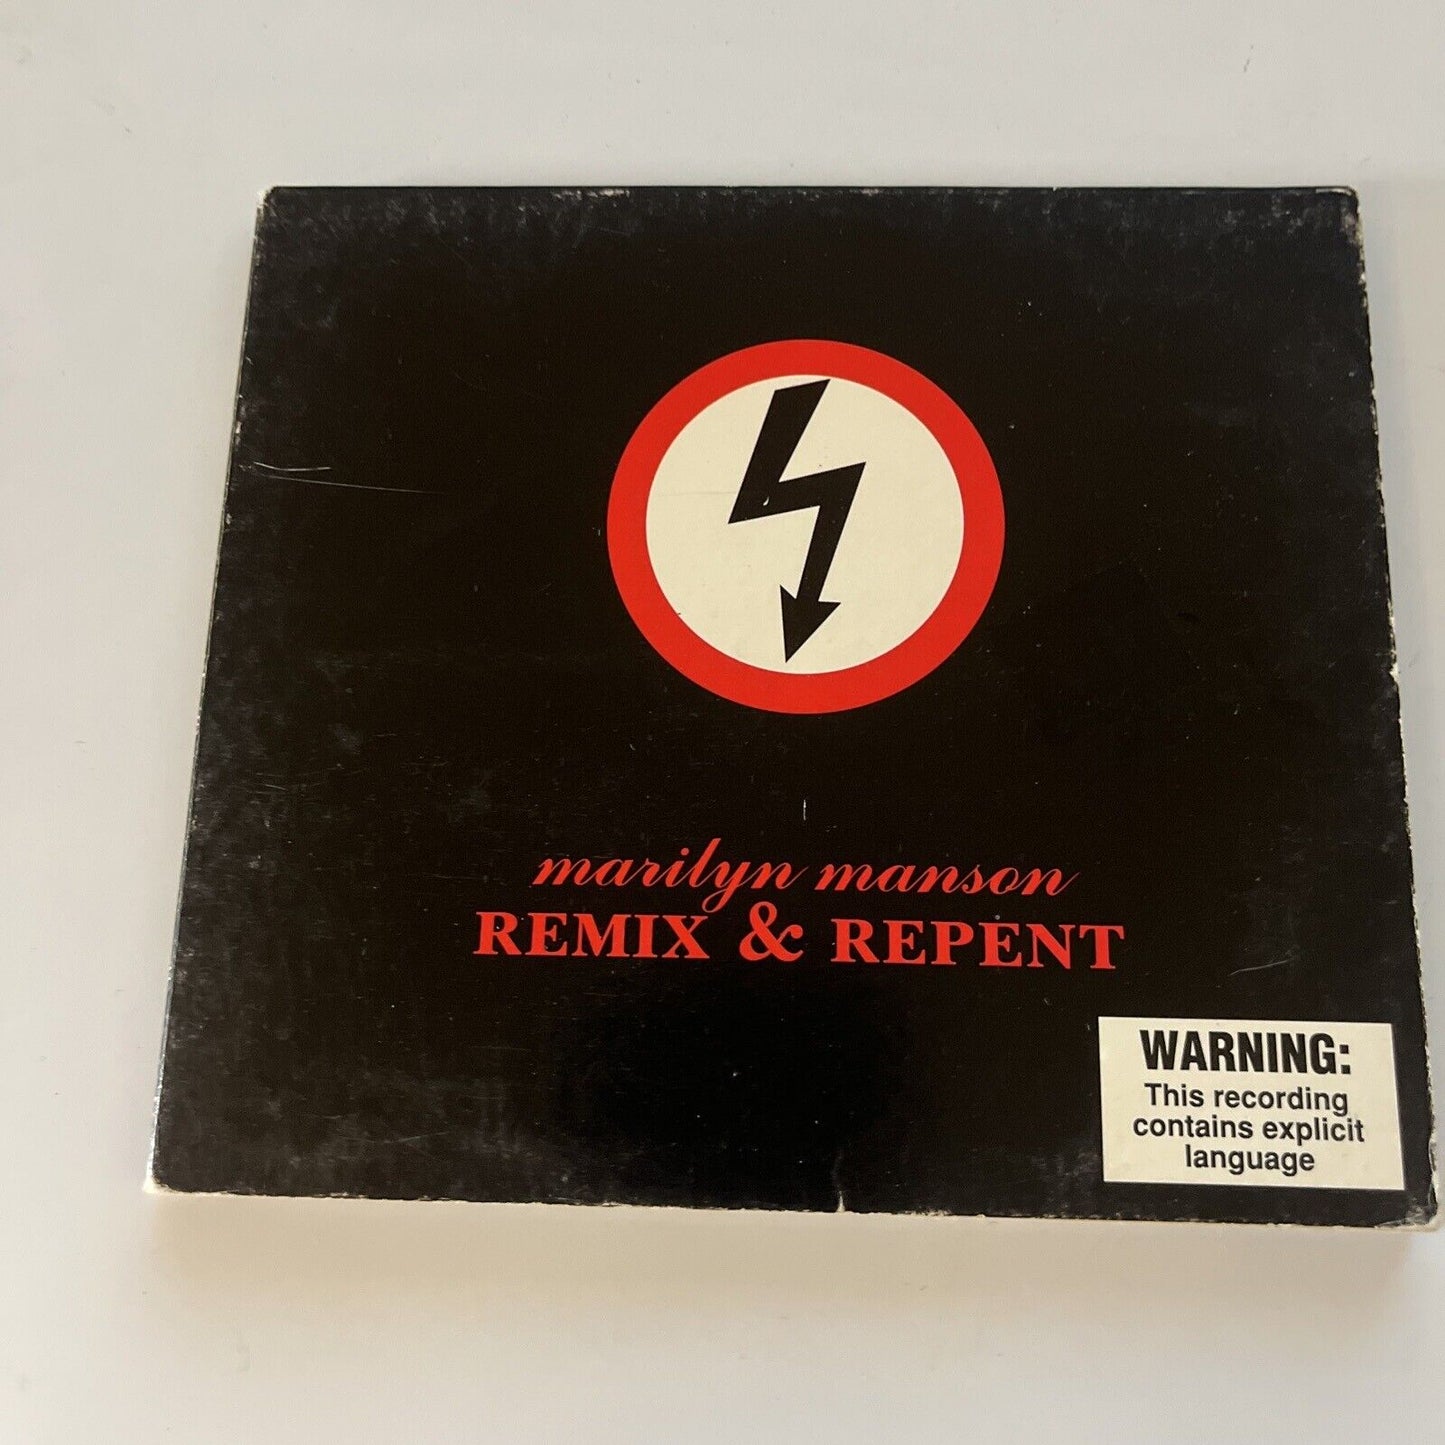 marilyn manson
REMIX & REPENT
WARNING:
This recording
contains explicit
language